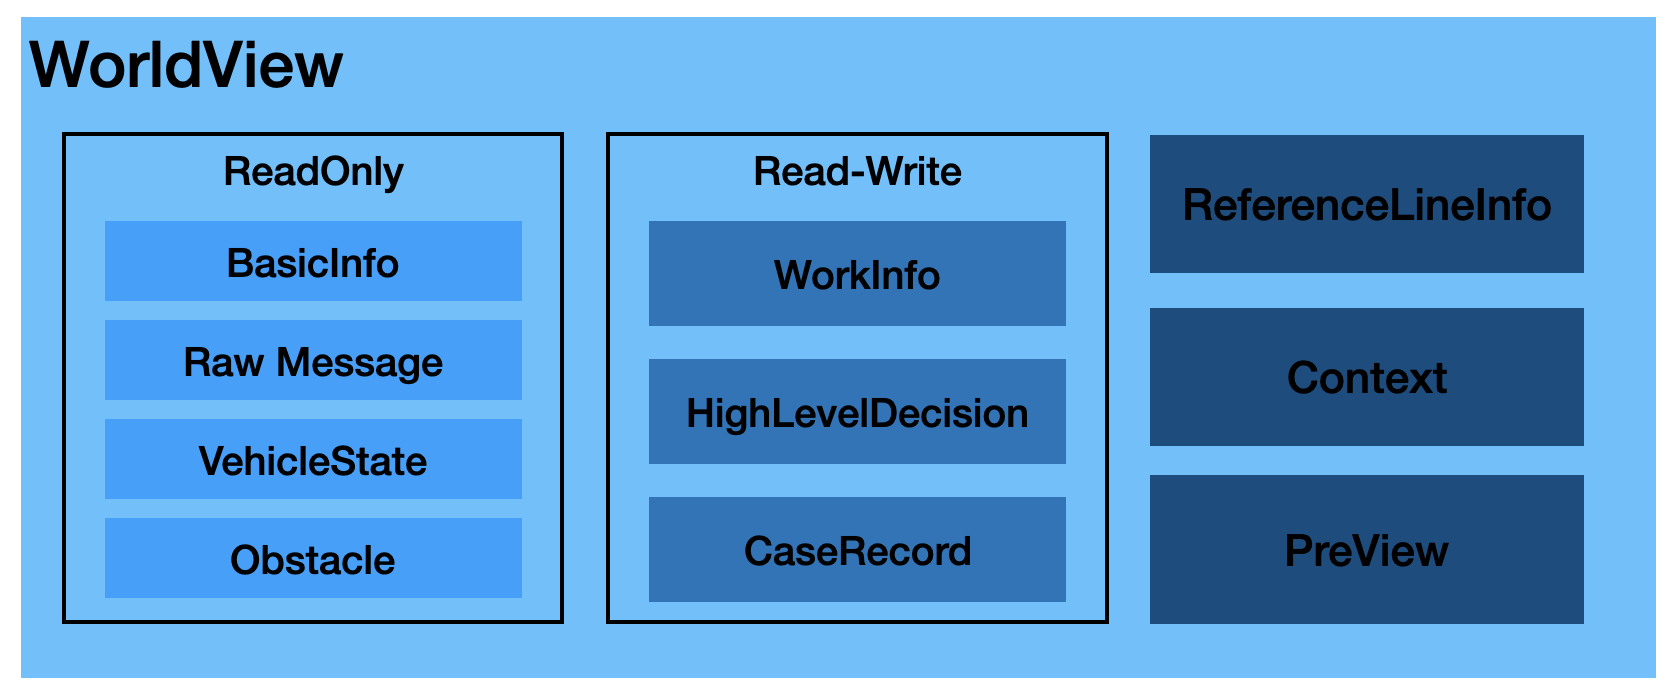 WorldView
ReadOnly
BasicInfo
Raw Message
VehicleState
Obstacle
Read-Write
WorkInfo
HighLevelDecision
CaseRecord
ReferenceLineInfo
Context
PreView